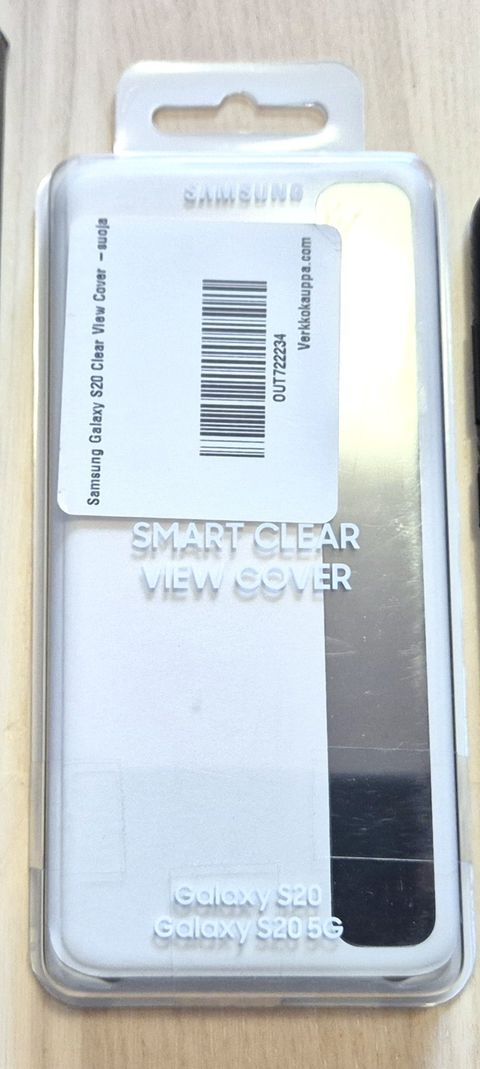 SAMSUNG
Samsung Galaxy S20 Clear View Cover -suoja
OUT722234
Verkkokauppa.com
SMART CLEAR
VIEW COVER
Galaxy S20
Galaxy S20 5G